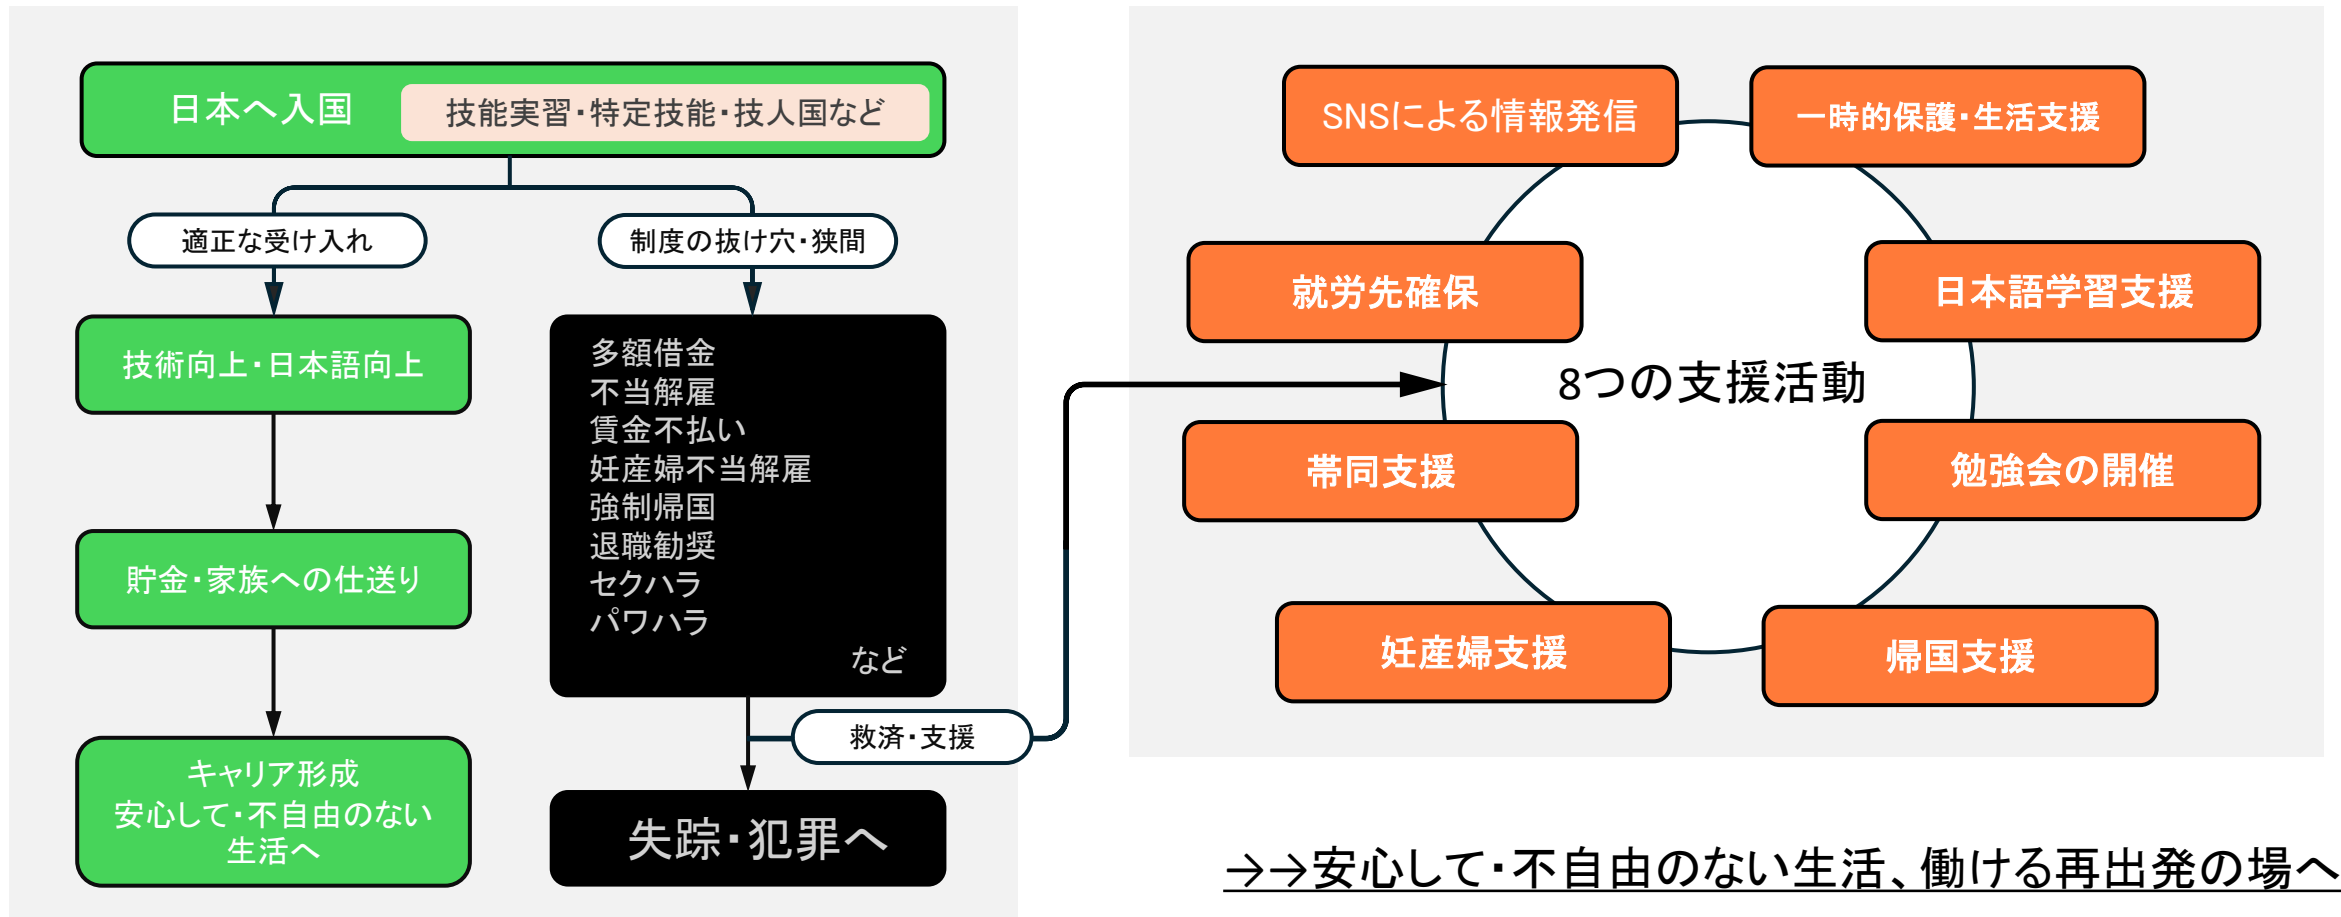 日本へ入国
技能実習・特定技能・技人国など
適正な受け入れ
制度の抜け穴・狭間
技術向上・日本語向上
貯金・家族への仕送り
キャリア形成
安心して・不自由のない
生活へ
多額借金
不当解雇
賃金不払い
妊産婦不当解雇
強制帰国
退職勧奨
セクハラ
パワハラ
など
救済・支援
失踪・犯罪へ
SNSによる情報発信
一時的保護・生活支援
就労先確保
日本語学習支援
8つの支援活動
帯同支援
勉強会の開催
妊産婦支援
帰国支援
→→安心して・不自由のない生活、働ける再出発の場へ